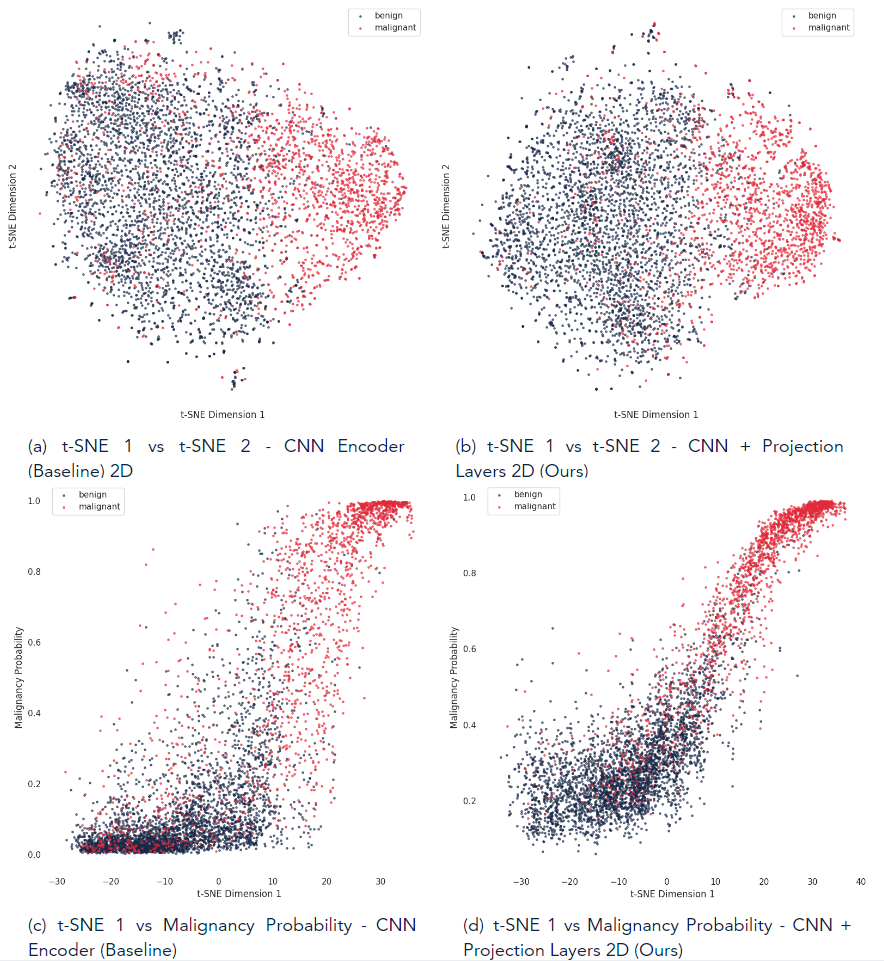 benign
malignant
t-SNE Dimension 2
t-SNE Dimension 1
benign
malignant
t-SNE Dimension 2
t-SNE Dimension 1
(a) t-SNE 1 vs t-SNE 2 - CNN Encoder
(Baseline) 2D
(b) t-SNE 1 vs t-SNE 2 - CNN + Projection
Layers 2D (Ours)
benign
malignant
Malignancy Probability
1.0
0.8
0.6
0.4
0.2
0.0
−30 −20 −10 0 10 20 30
t-SNE Dimension 1
benign
malignant
Malignancy Probability
1.0
0.8
0.6
0.4
0.2
−30 −20 −10 0 10 20 30 40
t-SNE Dimension 1
(c) t-SNE 1 vs Malignancy Probability - CNN
Encoder (Baseline)
(d) t-SNE 1 vs Malignancy Probability - CNN +
Projection Layers 2D (Ours)